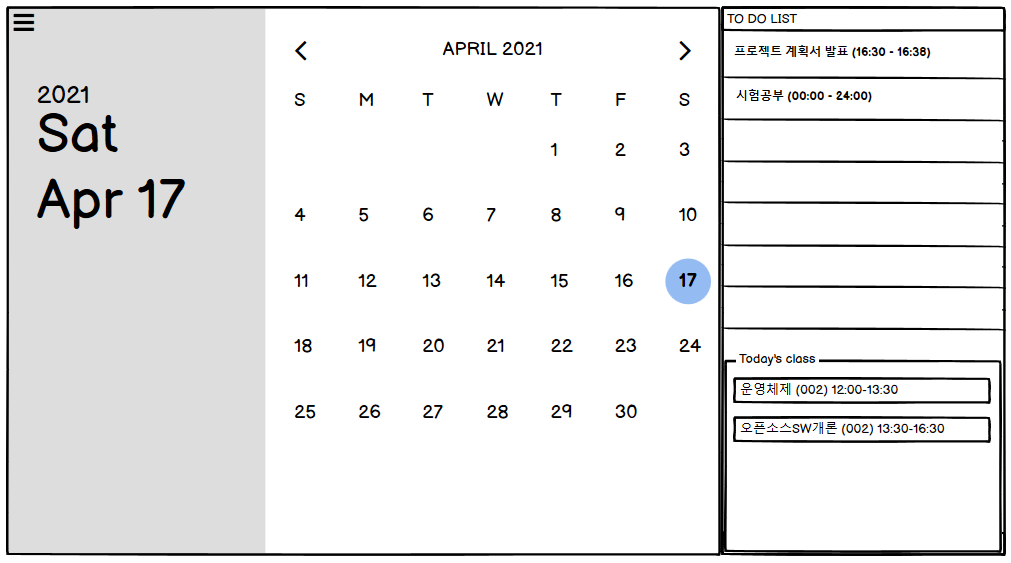 2021
Sat
Apr 17
APRIL 2021
S M T W T F S
1 2 3
4 5 6 7 8 9 10
11 12 13 14 15 16 17
18 19 20 21 22 23 24
25 26 27 28 29 30
TO DO LIST
프로젝트 계획서 발표 (16:30 - 16:38)
시험공부 (00:00 - 24:00)
Today's class
운영체제 (002) 12:00-13:30
오픈소스SW개론 (002) 13:30-16:30